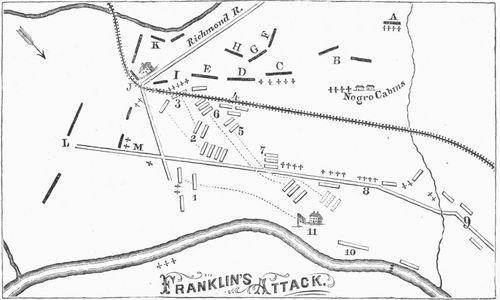 A
Richmond R.
K
F
G
H
B
I
E
D
C
J
Negro Cabins
3
4
6
5
2
L
M
7
1
8
9
11
10
FRANKLIN'S ATTACK.